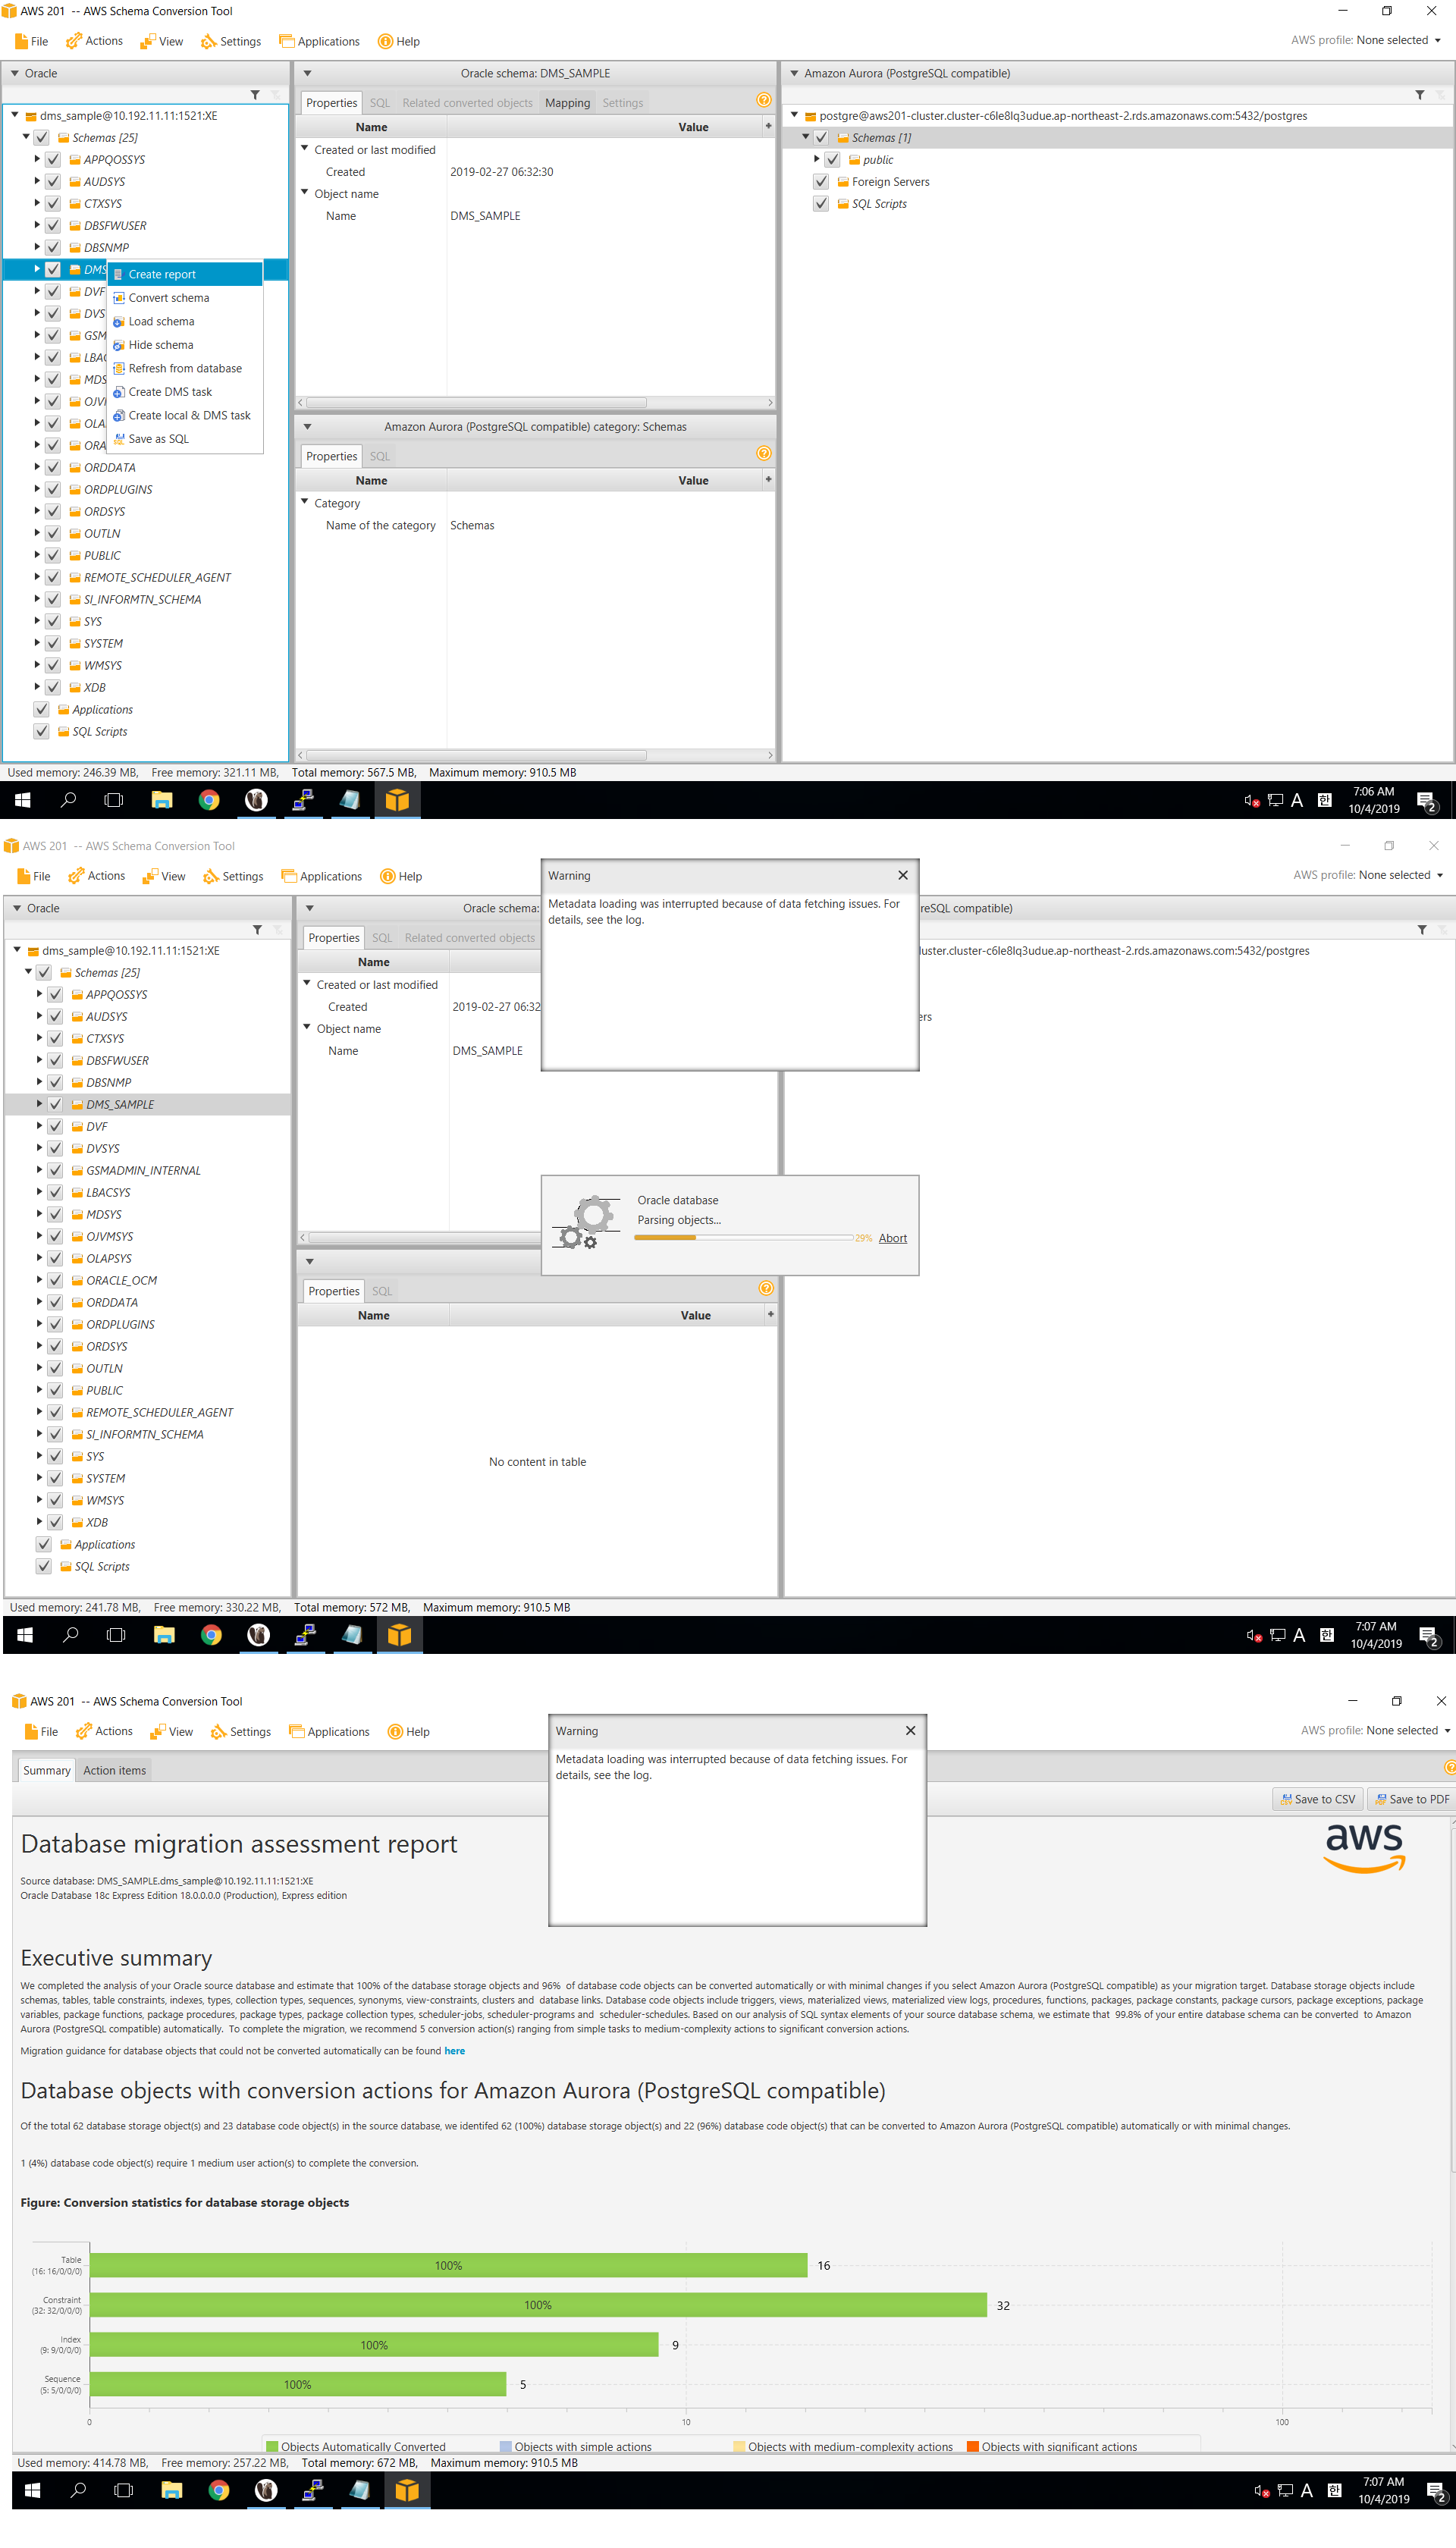 AWS 201 -- AWS Schema Conversion Tool
File Actions View Settings Applications Help AWS profile: None selected
Oracle
dms_sample@10.192.11.11:1521:XE
Schemas [25]
APPQOSSYS
AUDSYS
CTXSYS
DBSFWUSER
DBSNMP
DMS
DVF
DVS
GSM
LBAC
MDS
OJV
OLA
ORA
ORDDATA
ORDPLUGINS
ORDSYS
OUTLN
PUBLIC
REMOTE_SCHEDULER_AGENT
SI_INFORMTN_SCHEMA
SYS
SYSTEM
WMSYS
XDB
Applications
SQL Scripts
Create report
Convert schema
Load schema
Hide schema
Refresh from database
Create DMS task
Create local & DMS task
Save as SQL
Oracle schema: DMS_SAMPLE
Properties SQL Related converted objects Mapping Settings
Name Value
Created or last modified
Created 2019-02-27 06:32:30
Object name
Name DMS_SAMPLE
Amazon Aurora (PostgreSQL compatible) category: Schemas
Properties SQL
Name Value
Category
Name of the category Schemas
Amazon Aurora (PostgreSQL compatible)
postgre@aws201-cluster.cluster-c6le8lq3udue.ap-northeast-2.rds.amazonaws.com:5432/postgres
Schemas [1]
public
Foreign Servers
SQL Scripts
Used memory: 246.39 MB, Free memory: 321.11 MB, Total memory: 567.5 MB, Maximum memory: 910.5 MB
A 한 7:06 AM
10/4/2019 2
AWS 201 -- AWS Schema Conversion Tool
File Actions View Settings Applications Help AWS profile: None selected
Oracle
dms_sample@10.192.11.11:1521:XE
Schemas [25]
APPQOSSYS
AUDSYS
CTXSYS
DBSFWUSER
DBSNMP
DMS_SAMPLE
DVF
DVSYS
GSMADMIN_INTERNAL
LBACSYS
MDSYS
OJVMSYS
OLAPSYS
ORACLE_OCM
ORDDATA
ORDPLUGINS
ORDSYS
OUTLN
PUBLIC
REMOTE_SCHEDULER_AGENT
SI_INFORMTN_SCHEMA
SYS
SYSTEM
WMSYS
XDB
Applications
SQL Scripts
Oracle schema:
Properties SQL Related converted objects
Name
Created or last modified
Created 2019-02-27 06:32
Object name
Name DMS_SAMPLE
Warning
Metadata loading was interrupted because of data fetching issues. For
details, see the log.
Oracle database
Parsing objects...
29% Abort
Properties SQL
Name Value
No content in table
reSQL compatible)
luster.cluster-c6le8lq3udue.ap-northeast-2.rds.amazonaws.com:5432/postgres
ers
Used memory: 241.78 MB, Free memory: 330.22 MB, Total memory: 572 MB, Maximum memory: 910.5 MB
A 한 7:07 AM
10/4/2019 2
AWS 201 -- AWS Schema Conversion Tool
File Actions View Settings Applications Help AWS profile: None selected
Warning
Metadata loading was interrupted because of data fetching issues. For
details, see the log.
Summary Action items
Save to CSV Save to PDF
Database migration assessment report
aws
Source database: DMS_SAMPLE.dms_sample@10.192.11.11:1521:XE
Oracle Database 18c Express Edition 18.0.0.0.0 (Production), Express edition
Executive summary
We completed the analysis of your Oracle source database and estimate that 100% of the database storage objects and 96% of database code objects can be converted automatically or with minimal changes if you select Amazon Aurora (PostgreSQL compatible) as your migration target. Database storage objects include
schemas, tables, table constraints, indexes, types, collection types, sequences, synonyms, view-constraints, clusters and database links. Database code objects include triggers, views, materialized views, materialized view logs, procedures, functions, packages, package constants, package cursors, package exceptions, package
variables, package functions, package procedures, package types, package collection types, scheduler-jobs, scheduler-programs and scheduler-schedules. Based on our analysis of SQL syntax elements of your source database schema, we estimate that 99.8% of your entire database schema can be converted to Amazon
Aurora (PostgreSQL compatible) automatically. To complete the migration, we recommend 5 conversion action(s) ranging from simple tasks to medium-complexity actions to significant conversion actions.
Migration guidance for database objects that could not be converted automatically can be found here
Database objects with conversion actions for Amazon Aurora (PostgreSQL compatible)
Of the total 62 database storage object(s) and 23 database code object(s) in the source database, we identifed 62 (100%) database storage object(s) and 22 (96%) database code object(s) that can be converted to Amazon Aurora (PostgreSQL compatible) automatically or with minimal changes.
1 (4%) database code object(s) require 1 medium user action(s) to complete the conversion.
Figure: Conversion statistics for database storage objects
Table
(16: 16/0/0/0) 100% 16
Constraint
(32: 32/0/0/0) 100% 32
Index
(9: 9/0/0/0) 100% 9
Sequence
(5: 5/0/0/0) 100% 5
0 10 100
Objects Automatically Converted Objects with simple actions Objects with medium-complexity actions Objects with significant actions
Used memory: 414.78 MB, Free memory: 257.22 MB, Total memory: 672 MB, Maximum memory: 910.5 MB
A 한 7:07 AM
10/4/2019 2